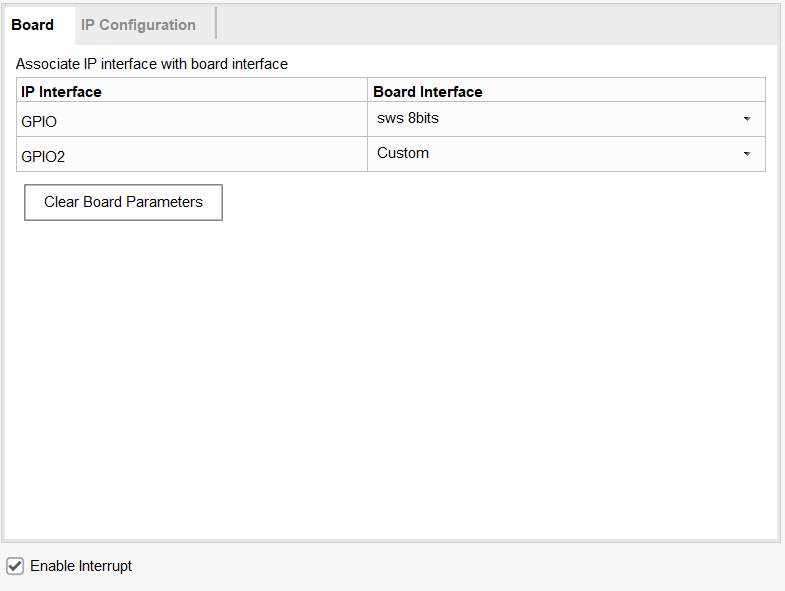 Board IP Configuration
Associate IP interface with board interface
IP Interface Board Interface
GPIO sws 8bits
GPIO2 Custom
Clear Board Parameters
Enable Interrupt